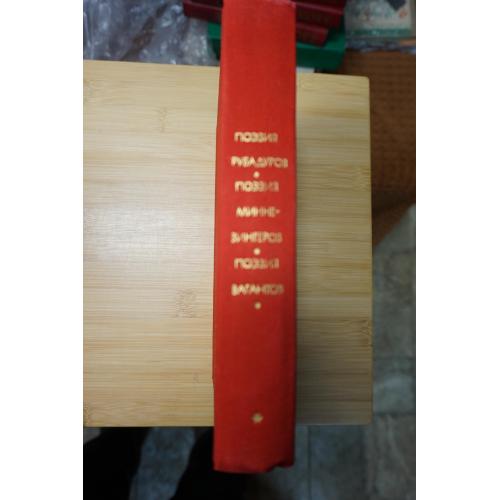 ПОЭЗИЯ
ТРУБАДУРОВ
ПОЭЗИЯ
МИННЕ-
ЗИНГЕРОВ
ПОЭЗИЯ
ВАГАНТОВ